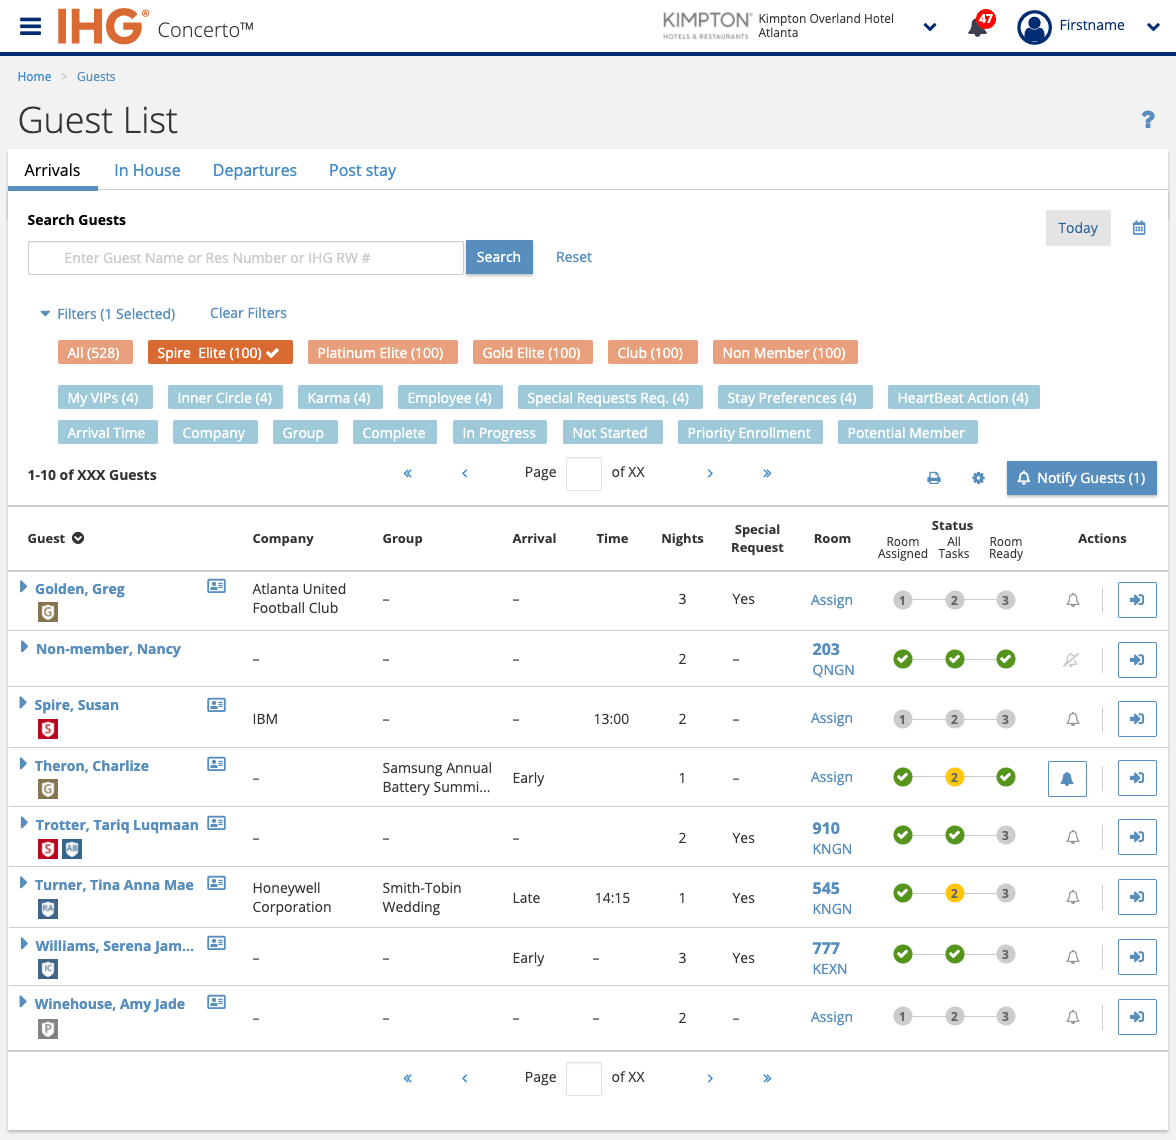 IHG® Concerto™
KIMPTON®
HOTELS & RESTAURANTS
Kimpton Overland Hotel
Atlanta
47
Firstname
Home > Guests
Guest List
?
Arrivals In House Departures Post stay
Search Guests
Today
Enter Guest Name or Res Number or IHG RW #
Search
Reset
Filters (1 Selected)
Clear Filters
All (528) Spire Elite (100) Platinum Elite (100) Gold Elite (100) Club (100) Non Member (100)
My VIPs (4) Inner Circle (4) Karma (4) Employee (4) Special Requests Req. (4) Stay Preferences (4) HeartBeat Action (4)
Arrival Time Company Group Complete In Progress Not Started Priority Enrollment Potential Member
1-10 of XXX Guests
« ‹ Page of XX › »
Notify Guests (1)
Guest Company Group Arrival Time Nights Special Request Room Status Room Assigned All Tasks Room Ready Actions
Golden, Greg Atlanta United Football Club – – 3 Yes Assign 1 2 3
G
Non-member, Nancy – – – 2 – 203 QNGN
Spire, Susan IBM – – 13:00 2 – Assign 1 2 3
S
Theron, Charlize – Samsung Annual Battery Summi... Early 1 – Assign 2
G
Trotter, Tariq Luqmaan – – – 2 Yes 910 KNGN 3
S AB
Turner, Tina Anna Mae Honeywell Corporation Smith-Tobin Wedding Late 14:15 1 Yes 545 KNGN 2 3
RA
Williams, Serena Jam... – – Early – 3 Yes 777 KEXN 3
IC
Winehouse, Amy Jade – – – – 2 – Assign 1 2 3
P
« ‹ Page of XX › »